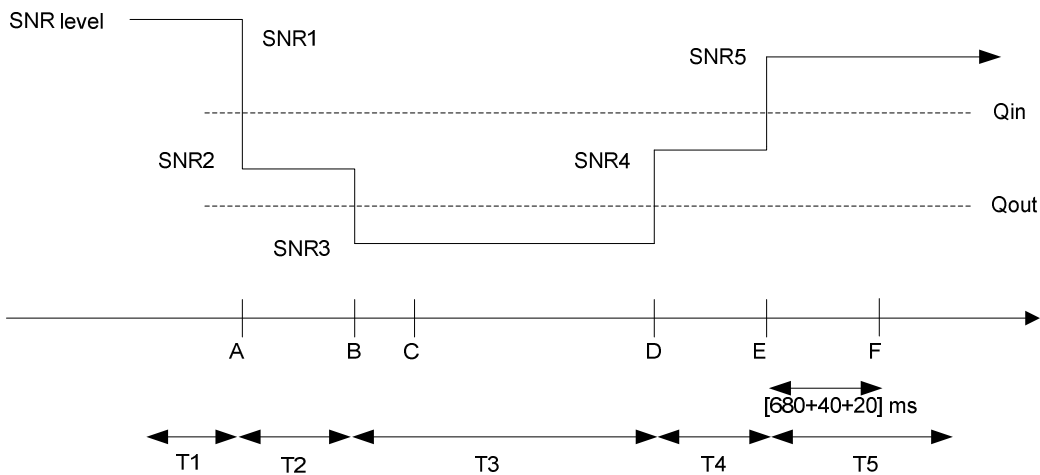 SNR level
SNR1
SNR5
Qin
SNR2
SNR4
Qout
SNR3
A
B
C
D
E
F
[680+40+20] ms
T1
T2
T3
T4
T5